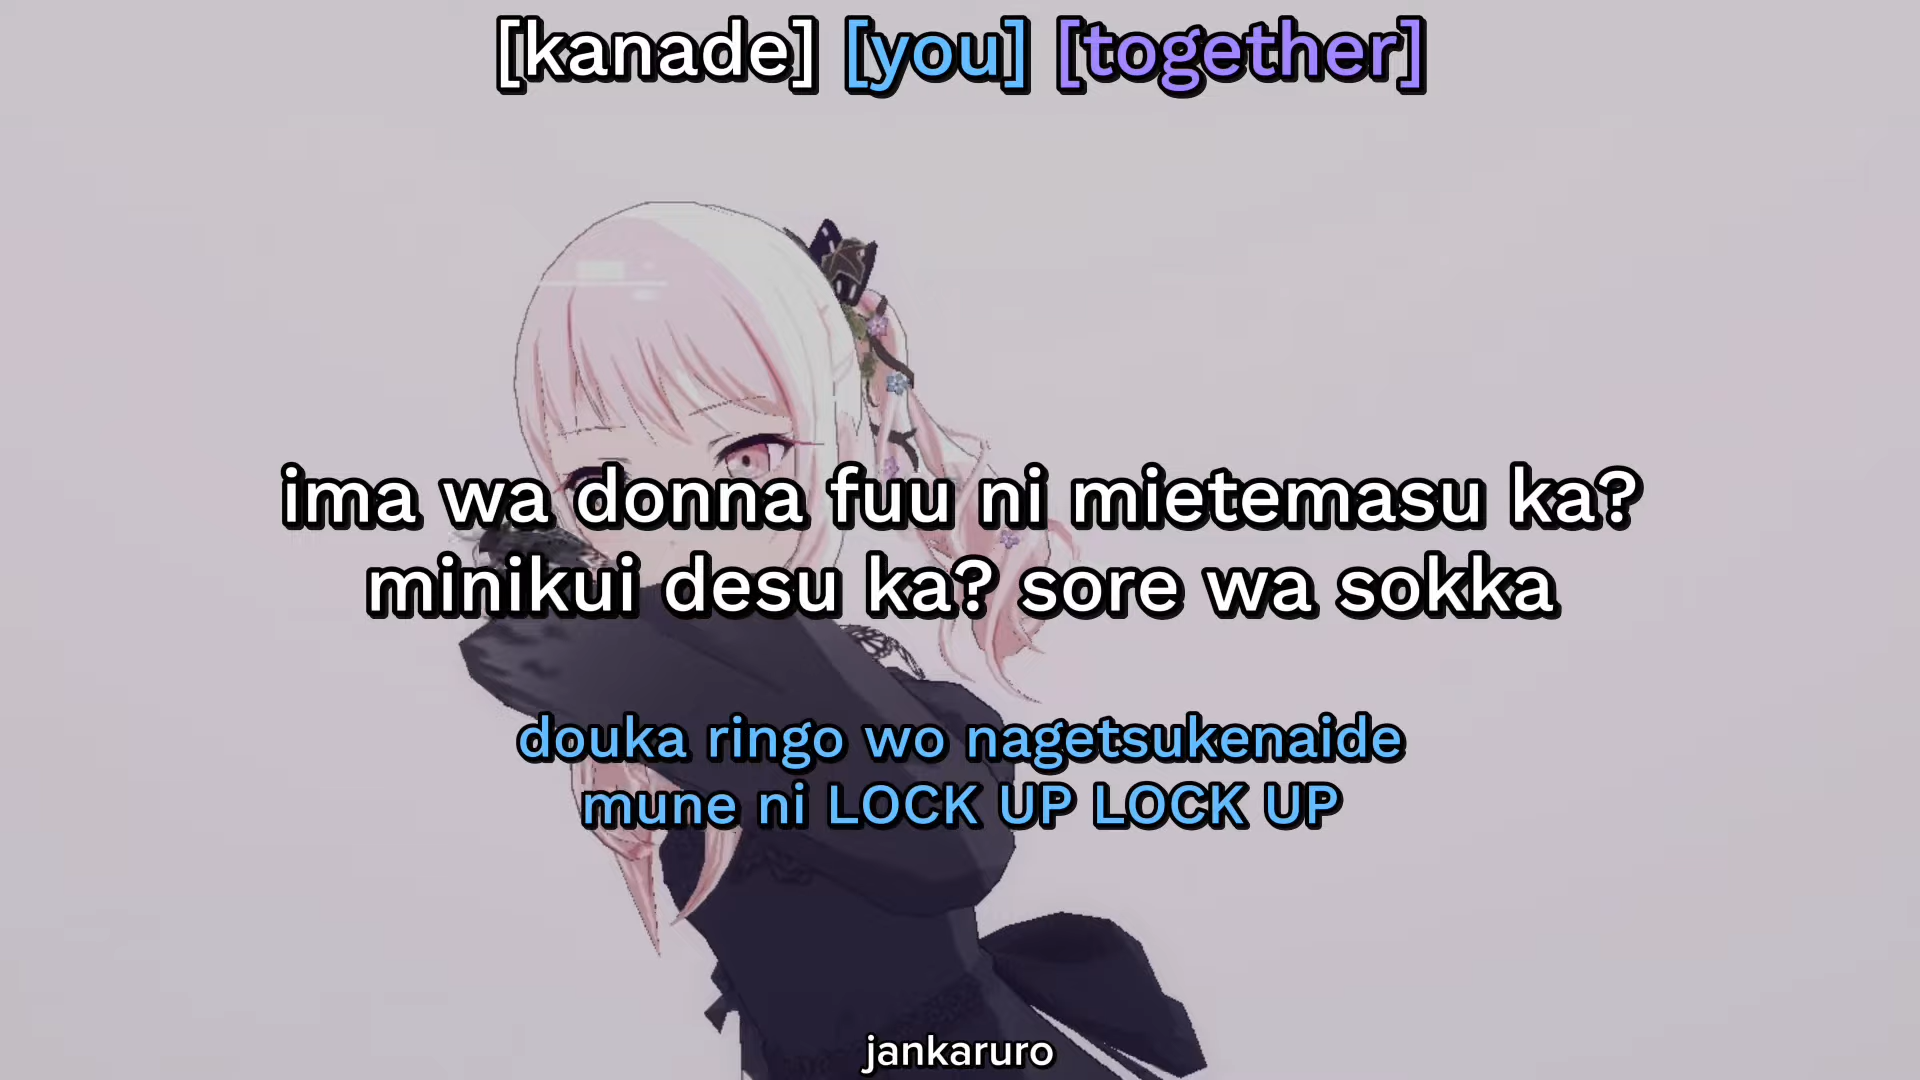 [kanade] [you] [together]
ima wa donna fuu ni mietemasu ka?
minikui desu ka? sore wa sokka
douka ringo wo nagetsukenaide
mune ni LOCK UP LOCK UP
jankaruro